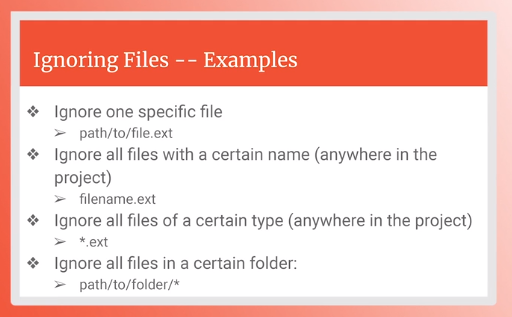 Ignoring Files -- Examples
❖ Ignore one specific file
➢ path/to/file.ext
❖ Ignore all files with a certain name (anywhere in the
project)
➢ filename.ext
❖ Ignore all files of a certain type (anywhere in the project)
➢ *.ext
❖ Ignore all files in a certain folder:
➢ path/to/folder/*